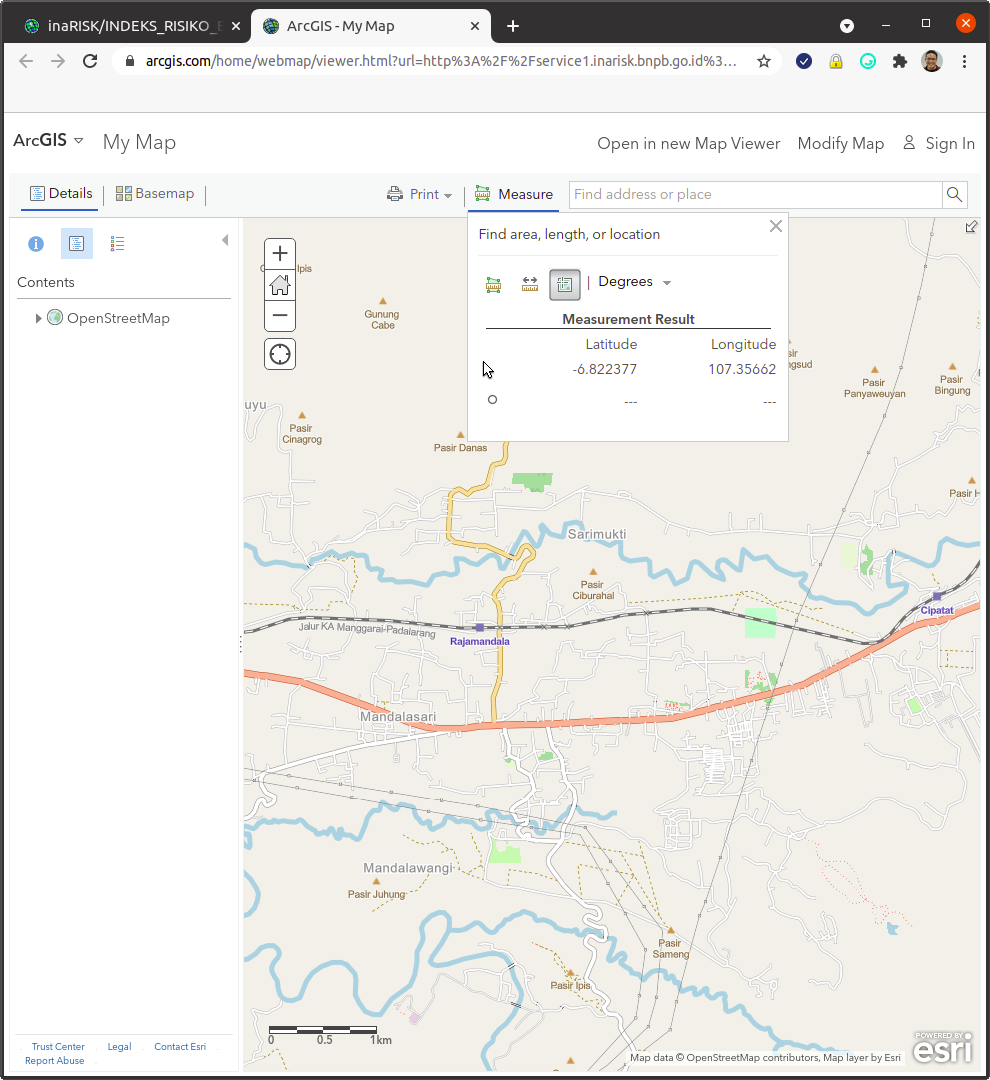 inaRISK/INDEKS_RISIKO_
ArcGIS - My Map
arcgis.com/home/webmap/viewer.html?url=http%3A%2F%2Fservice1.inarisk.bnpb.go.id%3...
ArcGIS
My Map
Open in new Map Viewer
Modify Map
Sign In
Details
Basemap
Print
Measure
Find address or place
Find area, length, or location
Degrees
Measurement Result
Latitude Longitude
-6.822377 107.35662
--- ---
Contents
OpenStreetMap
Ipis
Gunung
Cabe
ngsud
Pasir
Panyaweuyan
Pasir
Bingung
uyu
Pasir
Cinagrog
Pasir Danas
Pasir H
Sarimukti
Pasir
Ciburahal
Cipatat
Jalur KA Manggarai-Padalarang
Rajamandala
Mandalasari
Mandalawangi
Pasir Juhung
Pasir
Sameng
Pasir Ipis
0 0.5 1km
Trust Center
Legal
Contact Esri
Report Abuse
Map data © OpenStreetMap contributors, Map layer by Esri
POWERED BY
esri